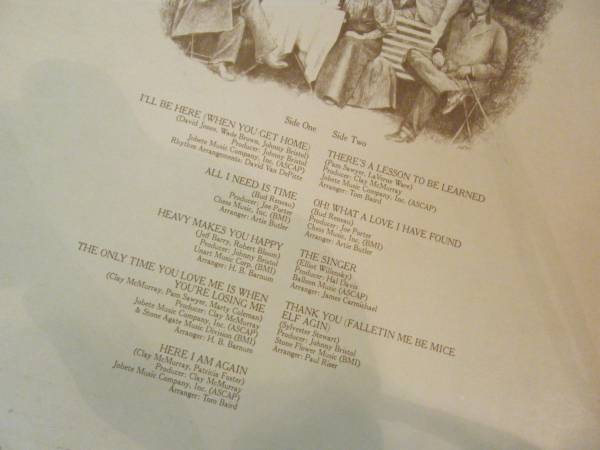 Side One
I'LL BE HERE (WHEN YOU GET HOME)
(David Jones, Wade Brown, Johnny Bristol)
Producer: Johnny Bristol
Jobete Music Company, Inc. (ASCAP)
Rhythm Arrangements: David Van DePitte
ALL I NEED IS TIME
(Bud Reneau)
Producer: Joe Porter
Chess Music, Inc. (BMI)
Arranger: Artie Butler
HEAVY MAKES YOU HAPPY
(Jeff Barry, Robert Bloom)
Producer: Johnny Bristol
Unart Music Corp. (BMI)
Arranger: H. B. Barnum
THE ONLY TIME YOU LOVE ME IS WHEN
YOU'RE LOSING ME
(Clay McMurray, Pam Sawyer, Marty Coleman)
Producer: Clay McMurray
Jobete Music Company, Inc. (ASCAP)
& Stone Agate Music Division (BMI)
Arranger: H. B. Barnum
HERE I AM AGAIN
(Clay McMurray, Patricia Foster)
Producer: Clay McMurray
Jobete Music Company, Inc. (ASCAP)
Arranger: Tom Baird
Side Two
THERE'S A LESSON TO BE LEARNED
(Pam Sawyer, LaVerne Ware)
Producer: Clay McMurray
Jobete Music Company, Inc. (ASCAP)
Arranger: Tom Baird
OH! WHAT A LOVE I HAVE FOUND
(Bud Reneau)
Producer: Joe Porter
Chess Music, Inc. (BMI)
Arranger: Artie Butler
THE SINGER
(Elliot Willensky)
Producer: Hal Davis
Balloon Music (ASCAP)
Arranger: James Carmichael
THANK YOU (FALLETIN ME BE MICE
ELF AGIN)
(Sylvester Stewart)
Producer: Johnny Bristol
Stone Flower Music (BMI)
Arranger: Paul Riser